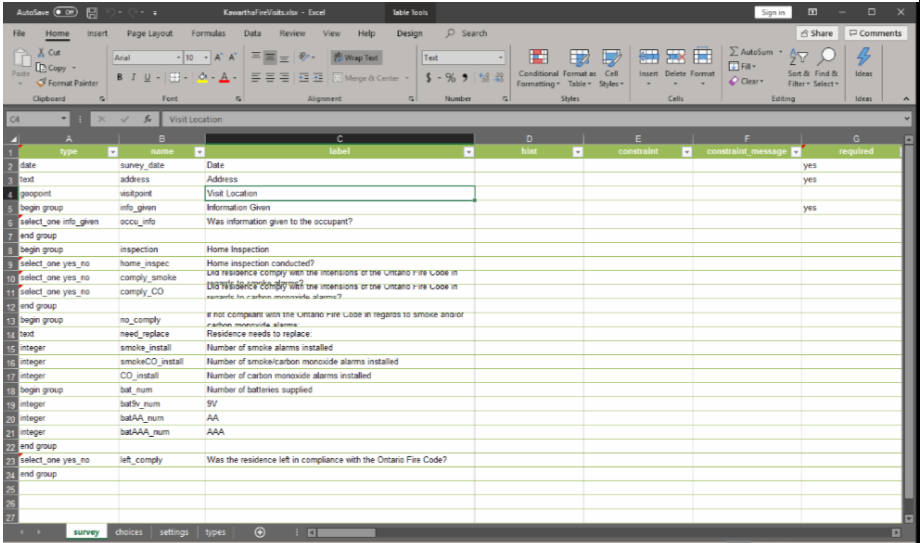 AutoSave Off KawarthaFireVisits.xlsx - Excel Table Tools Sign in
File Home Insert Page Layout Formulas Data Review View Help Design Search Share Comments
Cut Arial 10 A A Wrap Text Text AutoSum
Paste Copy Fill
Format Painter B I U A Merge & Center $ % Conditional Format as Cell Insert Delete Format Clear Sort & Find & Ideas
Formatting Table Styles Filter Select
Clipboard Font Alignment Number Styles Cells Editing Ideas
C4 fx Visit Location
A B C D E F G
1 type name label hint constraint constraint_message required
2 date survey_date Date yes
3 text address Address yes
4 geopoint visitpoint Visit Location
5 begin group info_given Information Given yes
6 select_one info_given occu_info Was information given to the occupant?
7 end group
8 begin group inspection Home Inspection
9 select_one yes_no home_inspec Home inspection conducted?
10 select_one yes_no comply_smoke Did residence comply with the intensions of the Ontario Fire Code in
regards to smoke alarms?
11 select_one yes_no comply_CO Did residence comply with the intensions of the Ontario Fire Code in
regards to carbon monoxide alarms?
12 end group
13 begin group no_comply If not compliant with the Ontario Fire Code in regards to smoke and/or
carbon monoxide alarms:
14 text need_replace Residence needs to replace:
15 integer smoke_install Number of smoke alarms installed
16 integer smokeCO_install Number of smoke/carbon monoxide alarms installed
17 integer CO_install Number of carbon monoxide alarms installed
18 begin group bat_num Number of batteries supplied
19 integer bat9v_num 9V
20 integer batAA_num AA
21 integer batAAA_num AAA
22 end group
23 select_one yes_no left_comply Was the residence left in compliance with the Ontario Fire Code?
24 end group
25
26
27
survey choices settings types